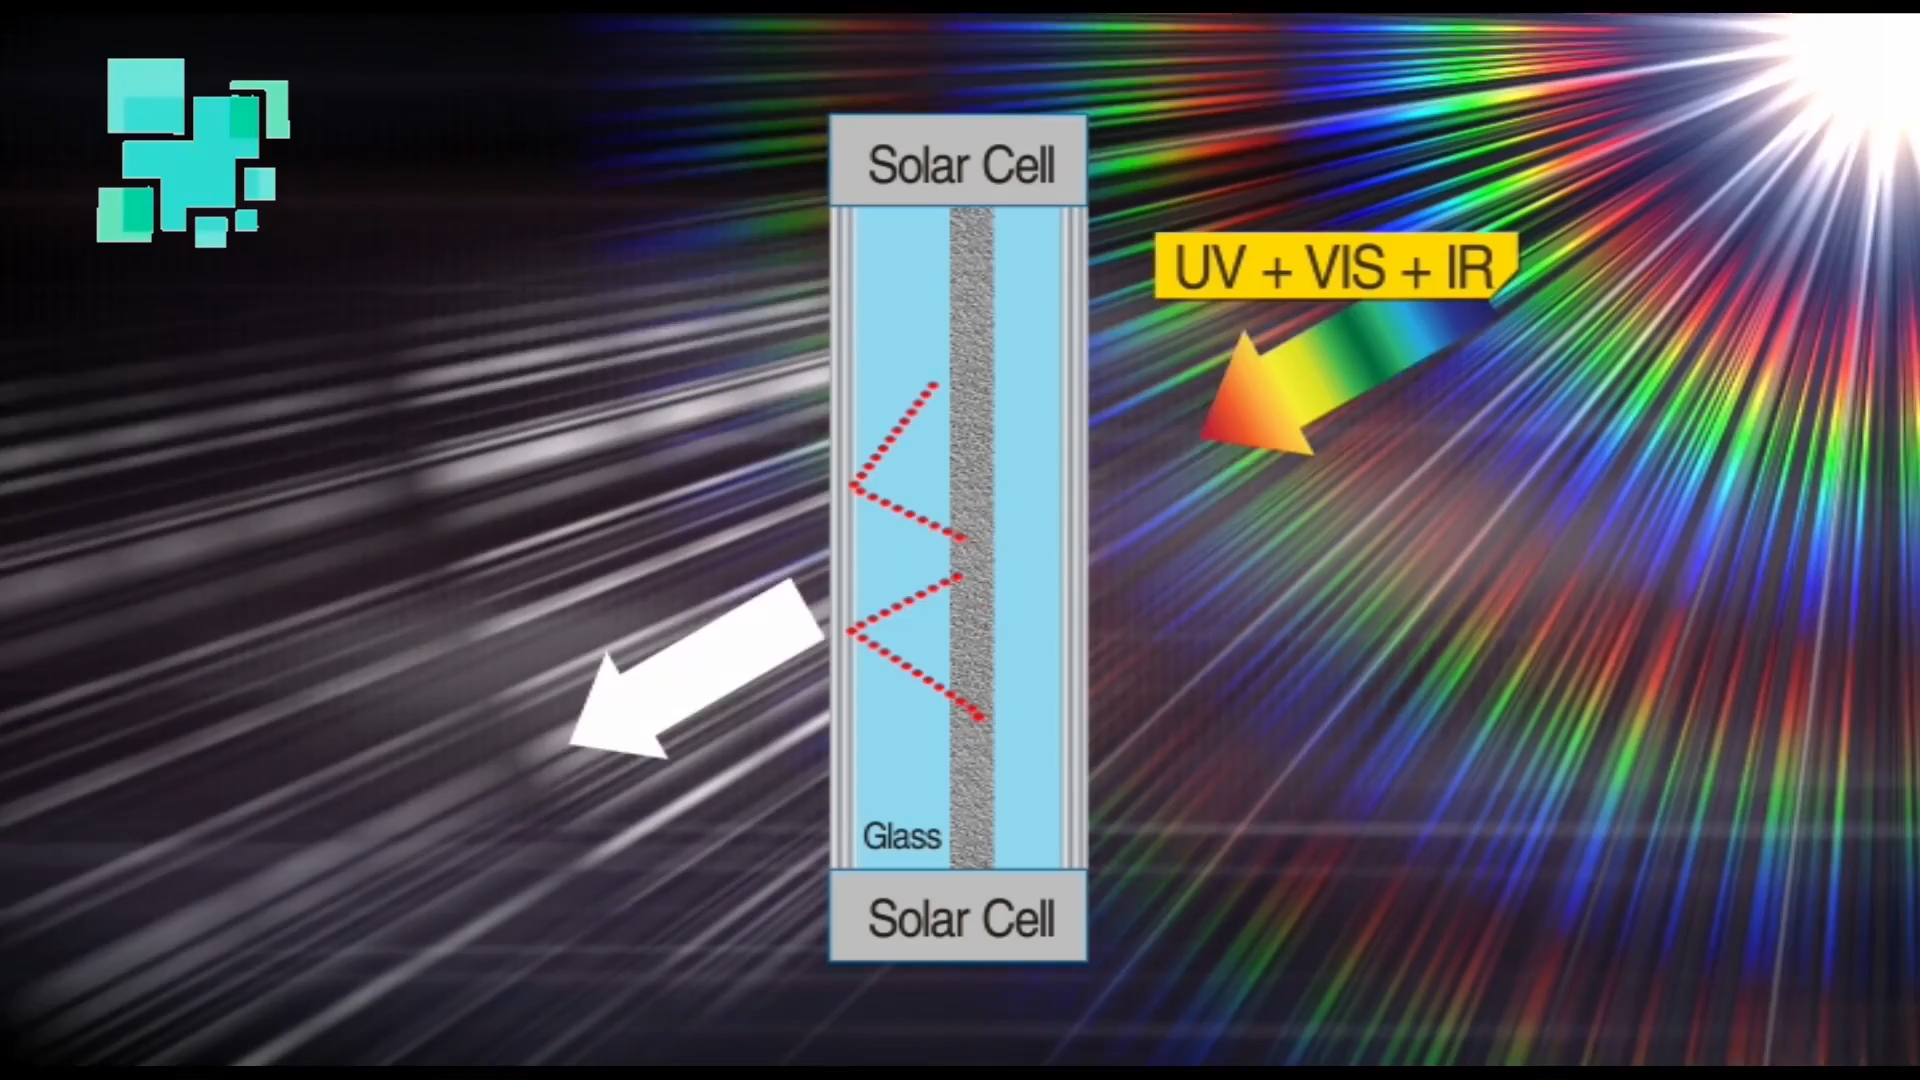 Solar Cell
UV + VIS + IR
Glass
Solar Cell